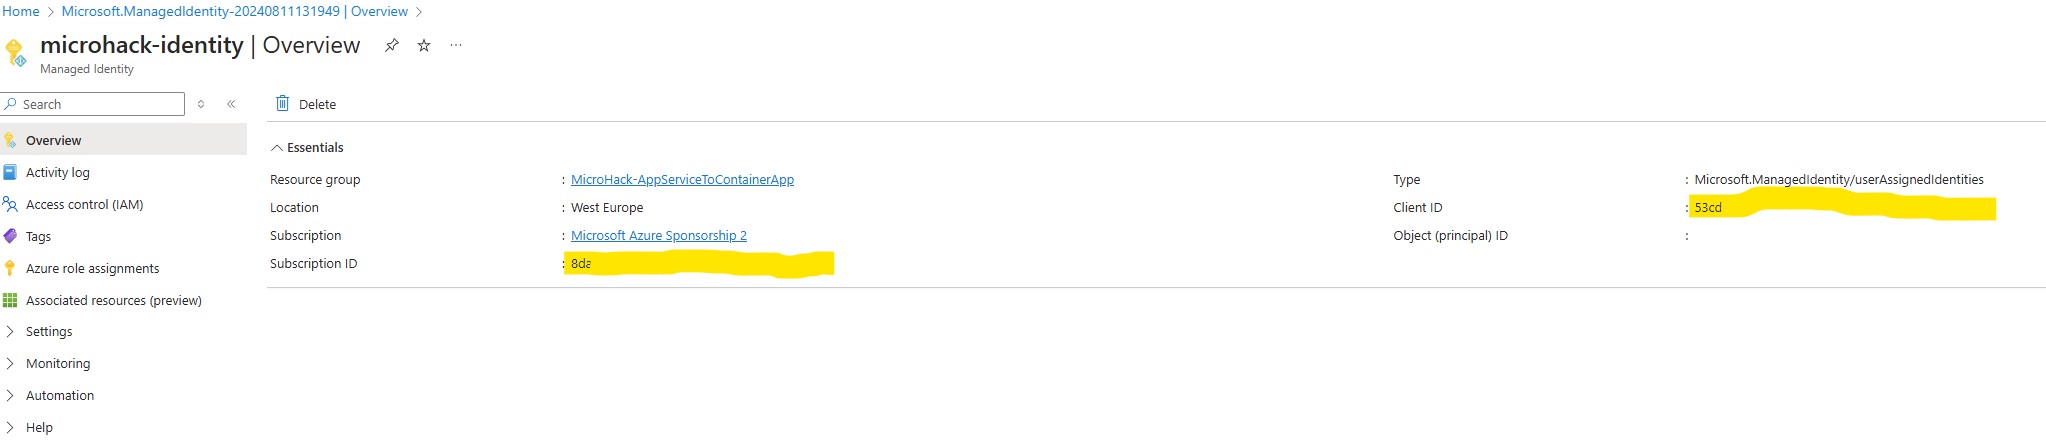 Home > Microsoft.ManagedIdentity-20240811131949 | Overview >
microhack-identity | Overview
Managed Identity
Search
Delete
Overview
Essentials
Activity log
Resource group : MicroHack-AppServiceToContainerApp
Type : Microsoft.ManagedIdentity/userAssignedIdentities
Access control (IAM)
Location : West Europe
Client ID : 53cd
Tags
Subscription : Microsoft Azure Sponsorship 2
Object (principal) ID :
Azure role assignments
Subscription ID : 8da
Associated resources (preview)
Settings
Monitoring
Automation
Help